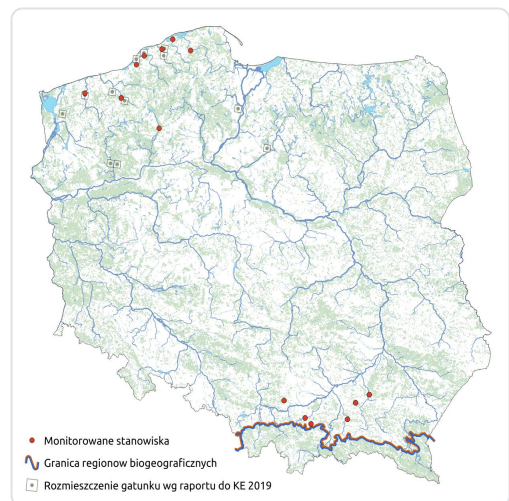 Monitorowane stanowiska
Granica regionow biogeograficznych
Rozmieszczenie gatunku wg raportu do KE 2019